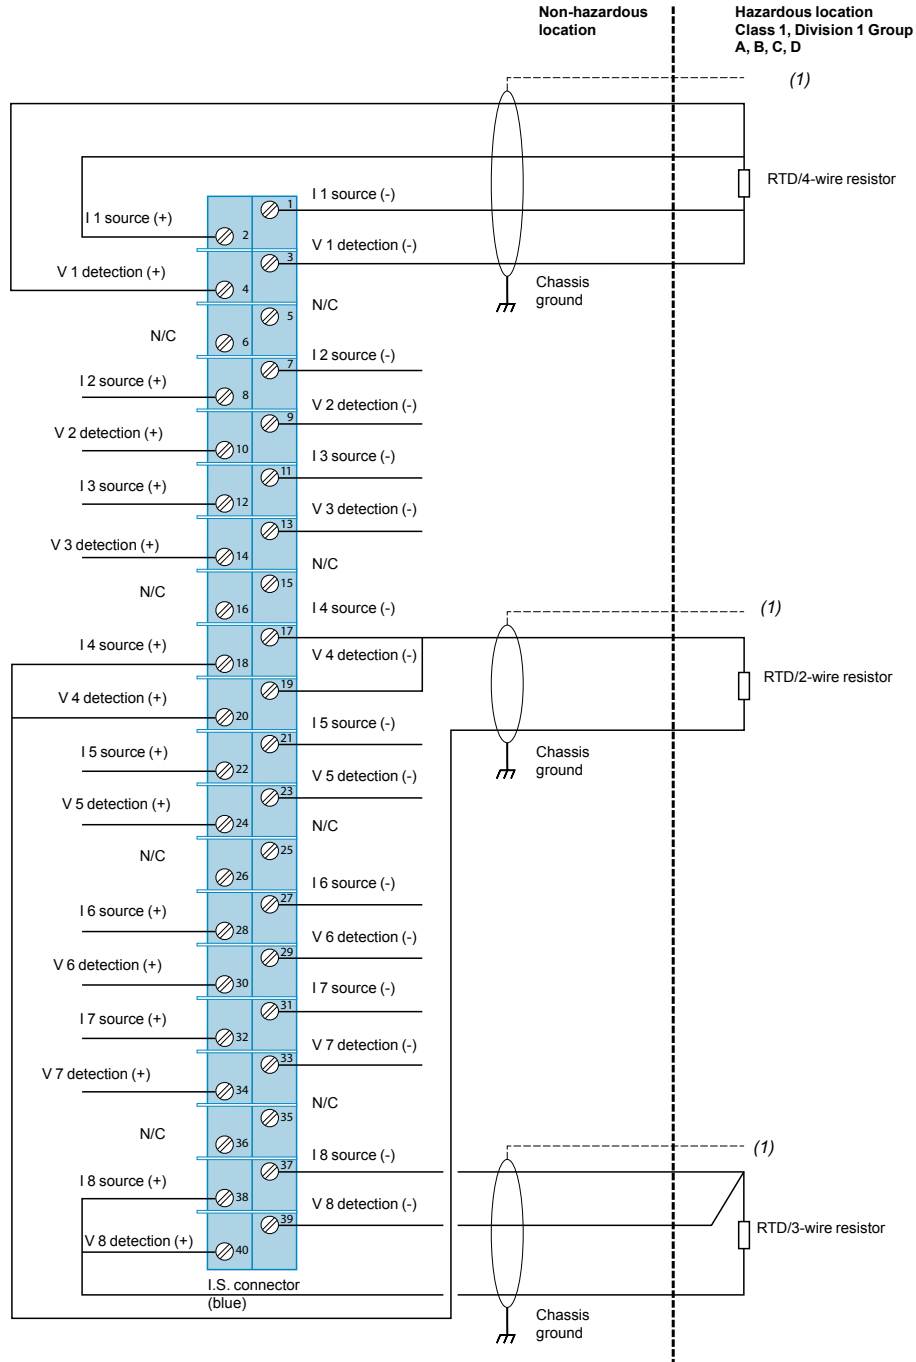 Non-hazardous
location
Hazardous location
Class 1, Division 1 Group
A, B, C, D
(1)
RTD/4-wire resistor
I 1 source (-)
1
I 1 source (+)
2
V 1 detection (-)
3
V 1 detection (+)
4
Chassis
ground
N/C
5
N/C
6
I 2 source (-)
7
I 2 source (+)
8
V 2 detection (-)
9
V 2 detection (+)
10
I 3 source (-)
11
I 3 source (+)
12
V 3 detection (-)
13
V 3 detection (+)
14
N/C
15
N/C
16
I 4 source (-)
(1)
17
I 4 source (+)
18
V 4 detection (-)
RTD/2-wire resistor
19
V 4 detection (+)
20
I 5 source (-)
21
I 5 source (+)
22
Chassis
ground
V 5 detection (-)
23
V 5 detection (+)
24
N/C
25
N/C
26
I 6 source (-)
27
I 6 source (+)
28
V 6 detection (-)
29
V 6 detection (+)
30
I 7 source (-)
31
I 7 source (+)
32
V 7 detection (-)
33
V 7 detection (+)
34
N/C
35
N/C
36
I 8 source (-)
(1)
37
I 8 source (+)
38
V 8 detection (-)
39
RTD/3-wire resistor
V 8 detection (+)
40
I.S. connector
(blue)
Chassis
ground